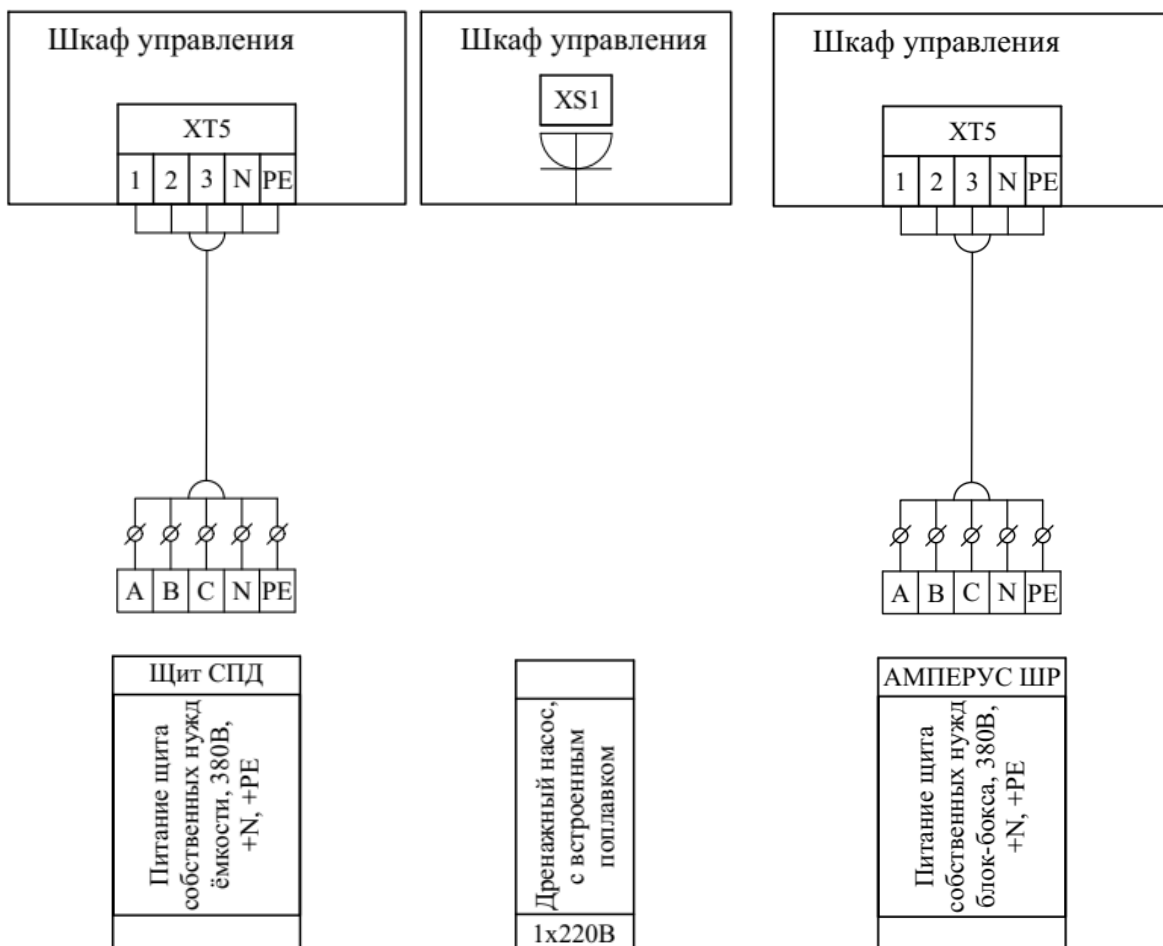 Шкаф управления
XT5
1 2 3 N PE
A B C N PE
Щит СПД
Питание щита
собственных нужд
ёмкости, 380В,
+N, +PE
Шкаф управления
XS1
Дренажный насос,
с встроенным
поплавком
1х220В
Шкаф управления
XT5
1 2 3 N PE
A B C N PE
АМПЕРУС ШР
Питание щита
собственных нужд
блок-бокса, 380В,
+N, +PE